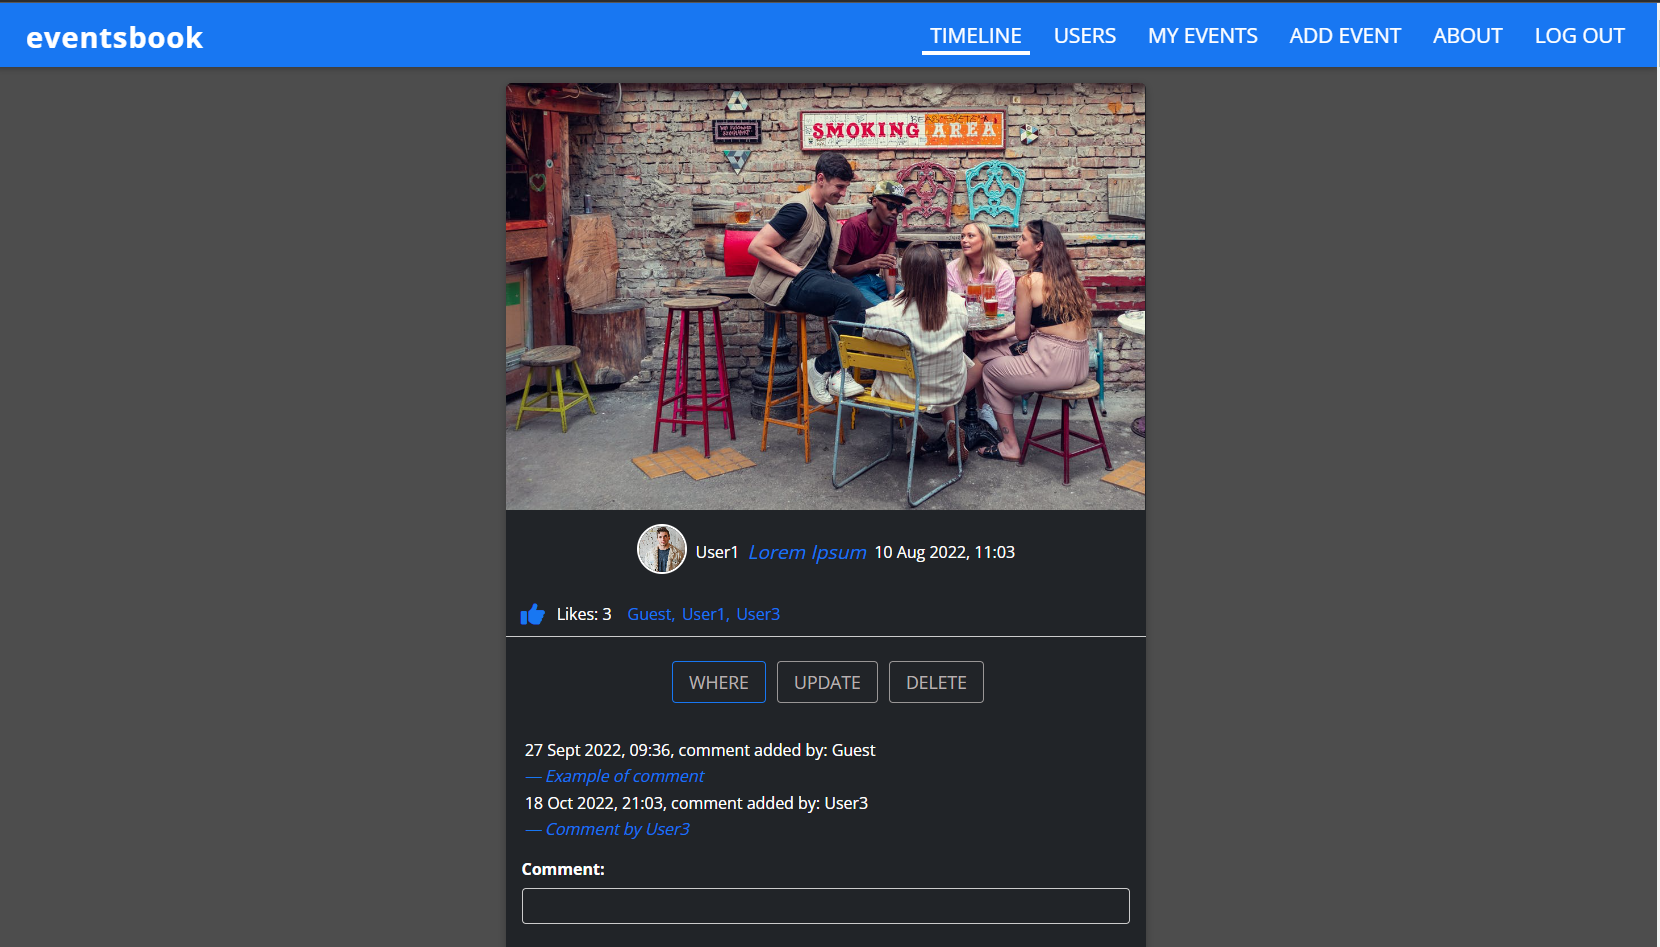 eventsbook
TIMELINE USERS MY EVENTS ADD EVENT ABOUT LOG OUT
SMOKING AREA
User1 Lorem Ipsum 10 Aug 2022, 11:03
Likes: 3 Guest, User1, User3
WHERE UPDATE DELETE
27 Sept 2022, 09:36, comment added by: Guest
— Example of comment
18 Oct 2022, 21:03, comment added by: User3
— Comment by User3
Comment: